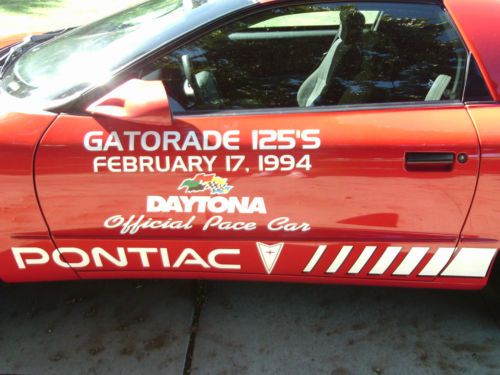 GATORADE 125'S
FEBRUARY 17, 1994
DAYTONA
Official Pace Car
PONTIAC